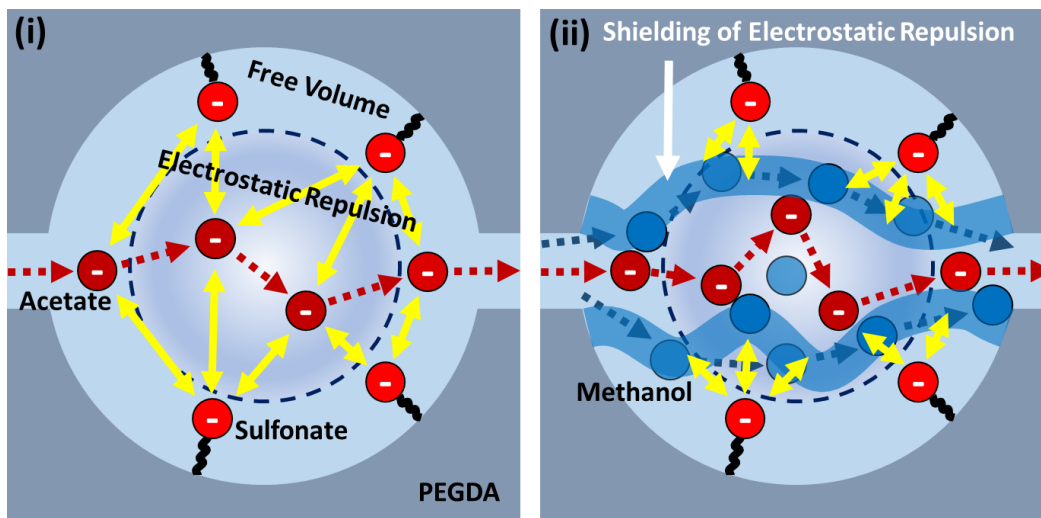 (i)
Free Volume
Electrostatic Repulsion
-
-
-
-
-
-
-
-
Acetate
Sulfonate
PEGDA
(ii)
Shielding of Electrostatic Repulsion
-
-
-
-
-
-
-
-
-
Methanol